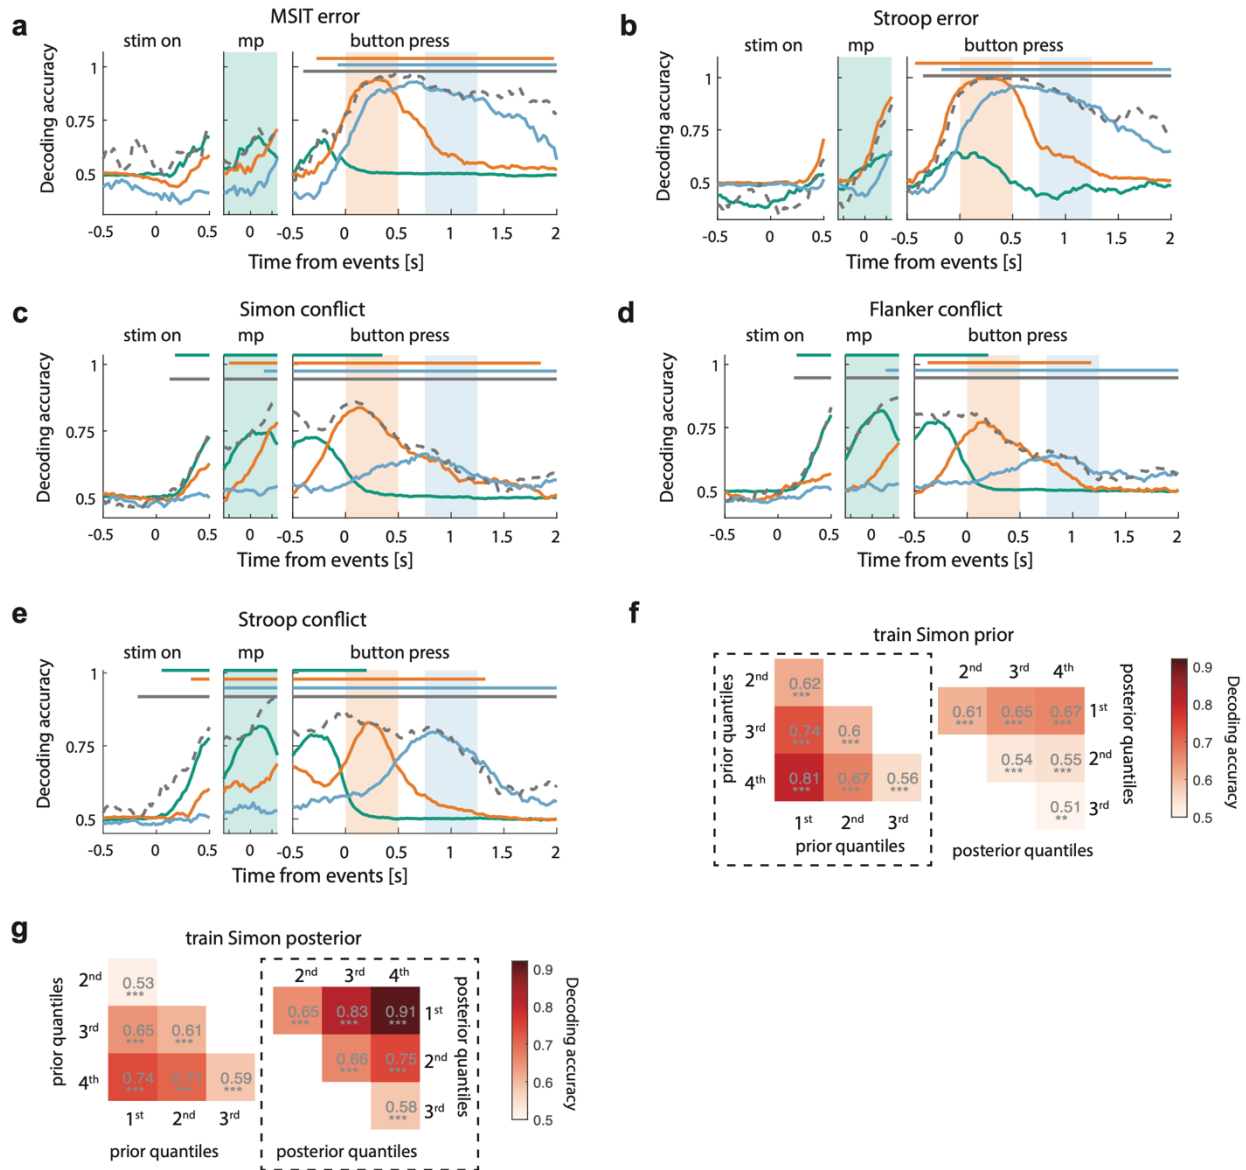 a
MSIT error
stim on mp button press
Decoding accuracy
1
0.75
0.5
-0.5 0 0.5 0 -0.5 0 0.5 1 1.5 2
Time from events [s]
b
Stroop error
stim on mp button press
Decoding accuracy
1
0.75
0.5
-0.5 0 0.5 0 -0.5 0 0.5 1 1.5 2
Time from events [s]
c
Simon conflict
stim on mp button press
Decoding accuracy
1
0.75
0.5
-0.5 0 0.5 0 -0.5 0 0.5 1 1.5 2
Time from events [s]
d
Flanker conflict
stim on mp button press
Decoding accuracy
1
0.75
0.5
-0.5 0 0.5 0 -0.5 0 0.5 1 1.5 2
Time from events [s]
e
Stroop conflict
stim on mp button press
Decoding accuracy
1
0.75
0.5
-0.5 0 0.5 0 -0.5 0 0.5 1 1.5 2
Time from events [s]
f
train Simon prior
prior quantiles
2nd 0.62 ***
3rd 0.74 *** 0.6 ***
4th 0.81 *** 0.67 *** 0.56 ***
1st 2nd 3rd
prior quantiles
2nd 3rd 4th
0.61 *** 0.65 *** 0.67 *** 1st
0.54 *** 0.55 *** 2nd
0.51 ** 3rd
posterior quantiles
posterior quantiles
0.9
0.8
0.7
0.6
0.5
Decoding accuracy
g
train Simon posterior
prior quantiles
2nd 0.53 ***
3rd 0.65 *** 0.61 ***
4th 0.74 *** 0.71 *** 0.59 ***
1st 2nd 3rd
prior quantiles
2nd 3rd 4th
0.65 *** 0.83 *** 0.91 *** 1st
0.66 *** 0.75 *** 2nd
0.58 *** 3rd
posterior quantiles
posterior quantiles
0.9
0.8
0.7
0.6
0.5
Decoding accuracy